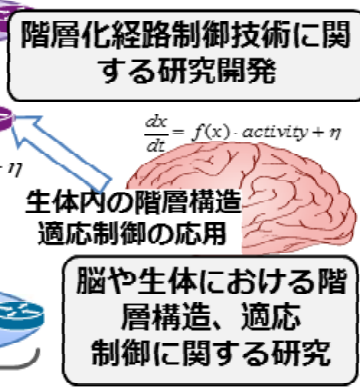 階層化経路制御技術に関
する研究開発
dx/dt = f(x) · activity + η
+ η
生体内の階層構造
適応制御の応用
脳や生体における階
層構造、適応
制御に関する研究